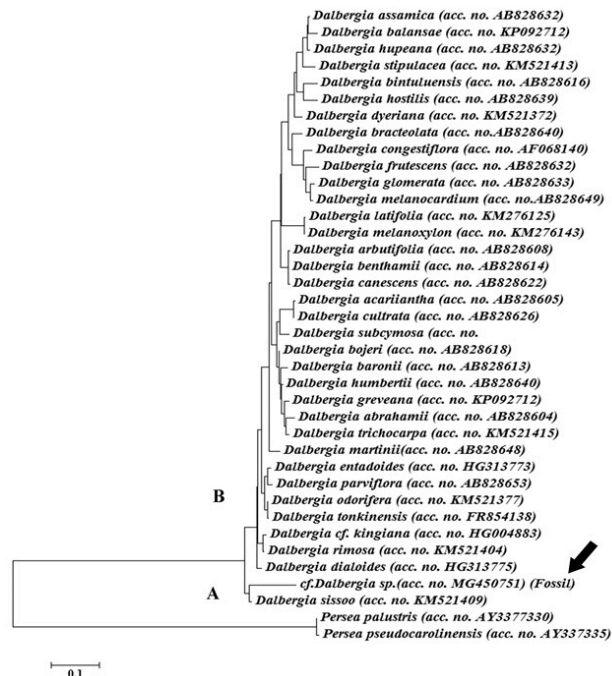 Dalbergia assamica (acc. no. AB828632)
Dalbergia balansae (acc. no. KP092712)
Dalbergia hupeana (acc. no. AB828632)
Dalbergia stipulacea (acc. no. KM521413)
Dalbergia bintuluensis (acc. no. AB828616)
Dalbergia hostilis (acc. no. AB828639)
Dalbergia dyeriana (acc. no. KM521372)
Dalbergia bracteolata (acc. no.AB828640)
Dalbergia congestiflora (acc. no. AF068140)
Dalbergia frutescens (acc. no. AB828632)
Dalbergia glomerata (acc. no. AB828633)
Dalbergia melanocardium (acc. no.AB828649)
Dalbergia latifolia (acc. no. KM276125)
Dalbergia melanoxylon (acc. no. KM276143)
Dalbergia arbutifolia (acc. no. AB828608)
Dalbergia benthamii (acc. no. AB828614)
Dalbergia canescens (acc. no. AB828622)
Dalbergia acariiantha (acc. no. AB828605)
Dalbergia cultrata (acc. no. AB828626)
Dalbergia subcymosa (acc. no.
Dalbergia bojeri (acc. no. AB828618)
Dalbergia baronii (acc. no. AB828613)
Dalbergia humbertii (acc. no. AB828640)
Dalbergia greveana (acc. no. KP092712)
Dalbergia abrahamii (acc. no. AB828604)
Dalbergia trichocarpa (acc. no. KM521415)
Dalbergia martinii(acc. no. AB828648)
Dalbergia entadoides (acc. no. HG313773)
Dalbergia parviflora (acc. no. AB828653)
B
Dalbergia odorifera (acc. no. KM521377)
Dalbergia tonkinensis (acc. no. FR854138)
Dalbergia cf. kingiana (acc. no. HG004883)
Dalbergia rimosa (acc. no. KM521404)
Dalbergia dialoides (acc. no. HG313775)
cf.Dalbergia sp.(acc. no. MG450751) (Fossil)
A
Dalbergia sissoo (acc. no. KM521409)
Persea palustris (acc. no. AY3377330)
Persea pseudocarolinensis (acc. no. AY337335)
0.1